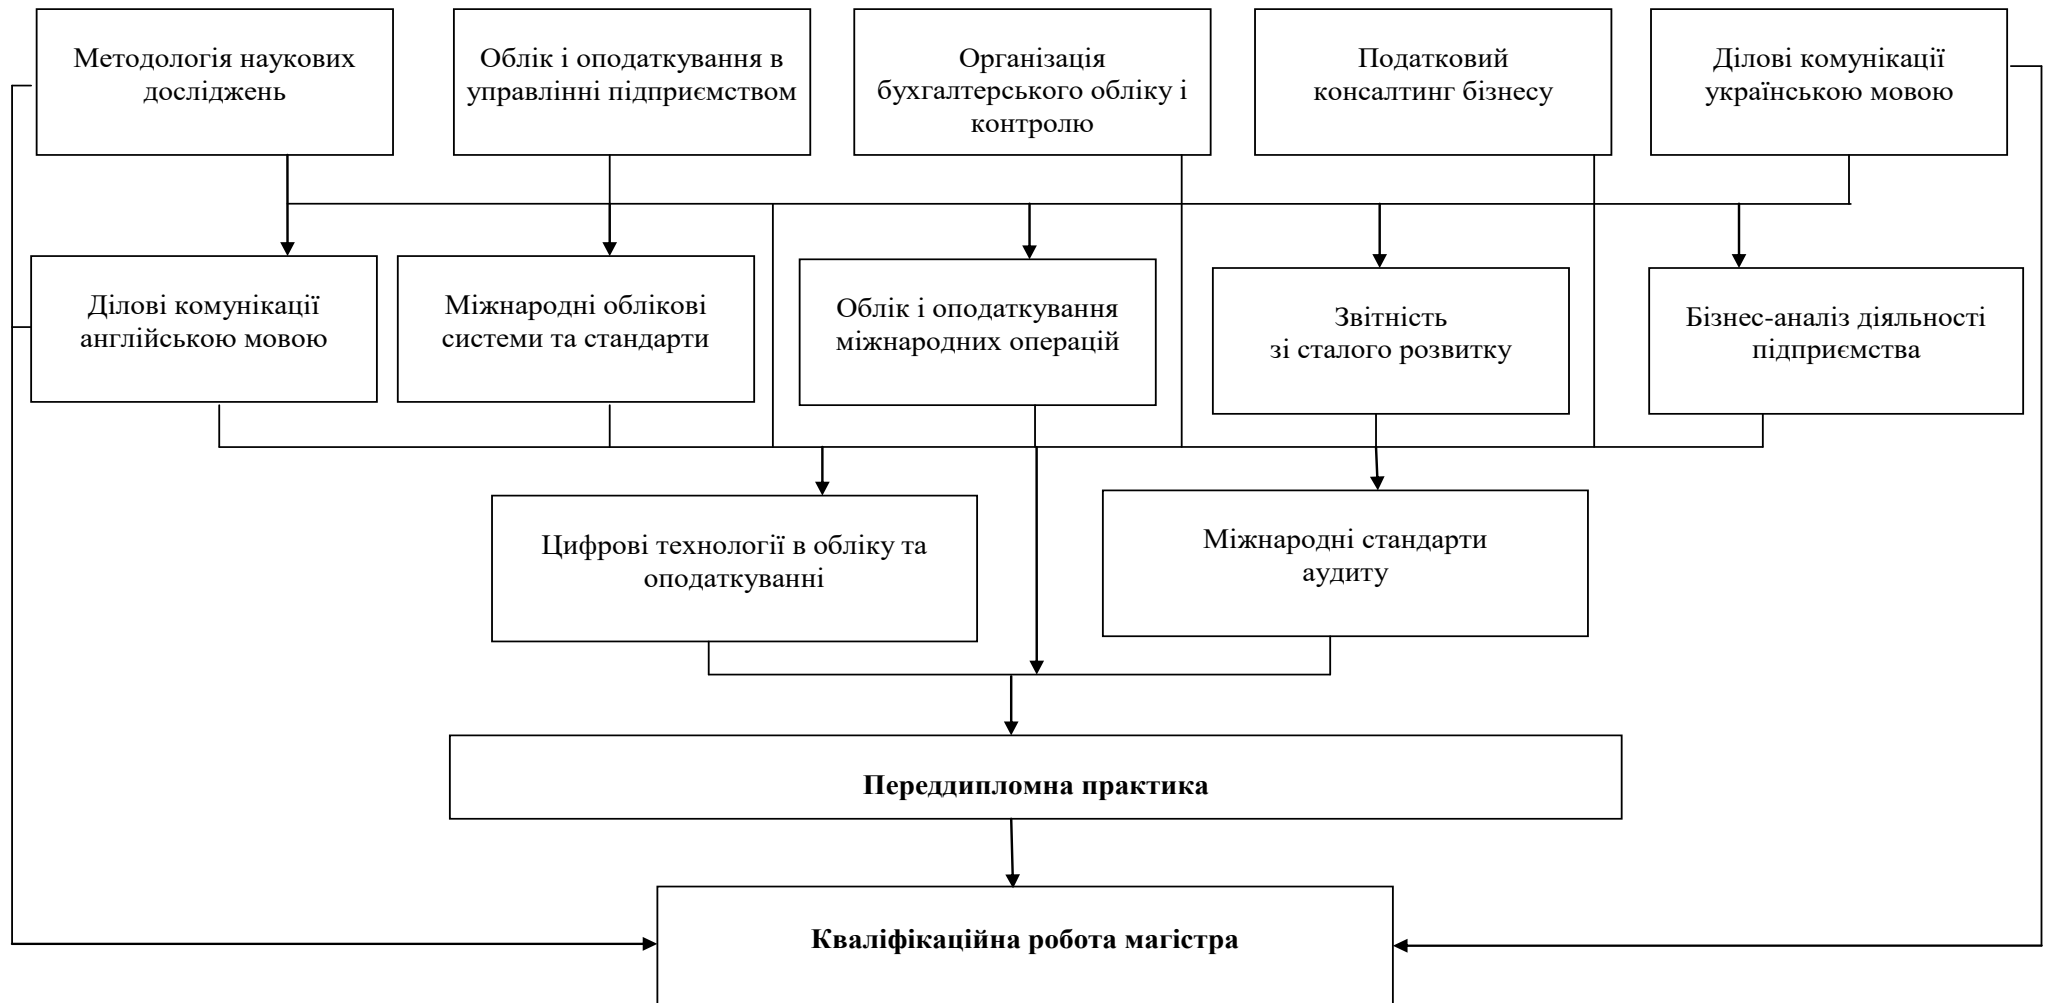 Методологія наукових
досліджень
Облік і оподаткування в
управлінні підприємством
Організація
бухгалтерського обліку і
контролю
Податковий
консалтинг бізнесу
Ділові комунікації
українською мовою
Ділові комунікації
англійською мовою
Міжнародні облікові
системи та стандарти
Облік і оподаткування
міжнародних операцій
Звітність
зі сталого розвитку
Бізнес-аналіз діяльності
підприємства
Цифрові технології в обліку та
оподаткуванні
Міжнародні стандарти
аудиту
Переддипломна практика
Кваліфікаційна робота магістра